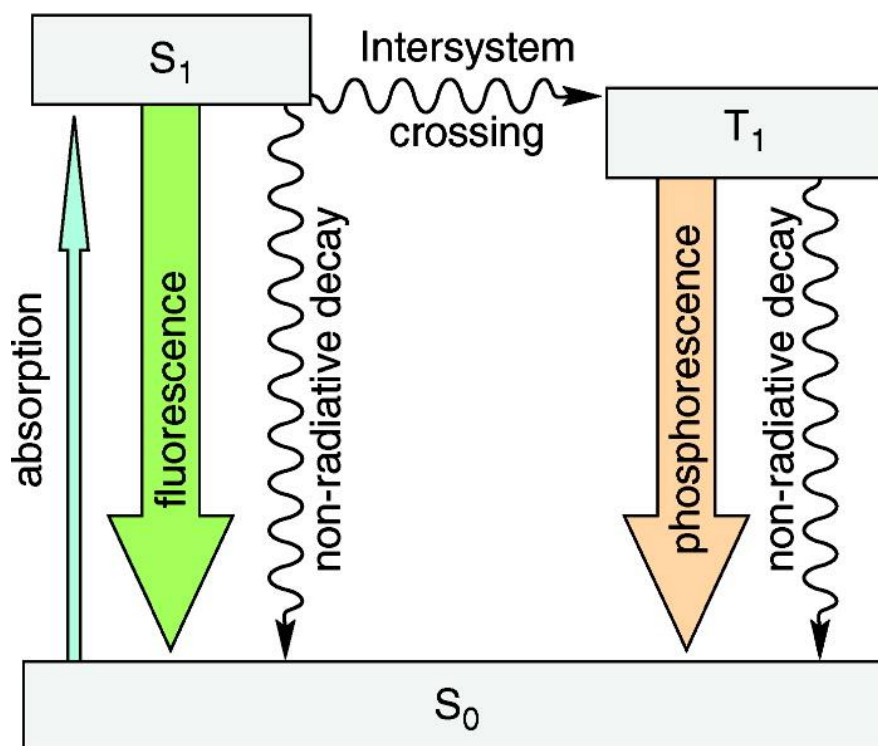 S₁
Intersystem
crossing
T₁
absorption
fluorescence
non-radiative decay
phosphorescence
non-radiative decay
S₀